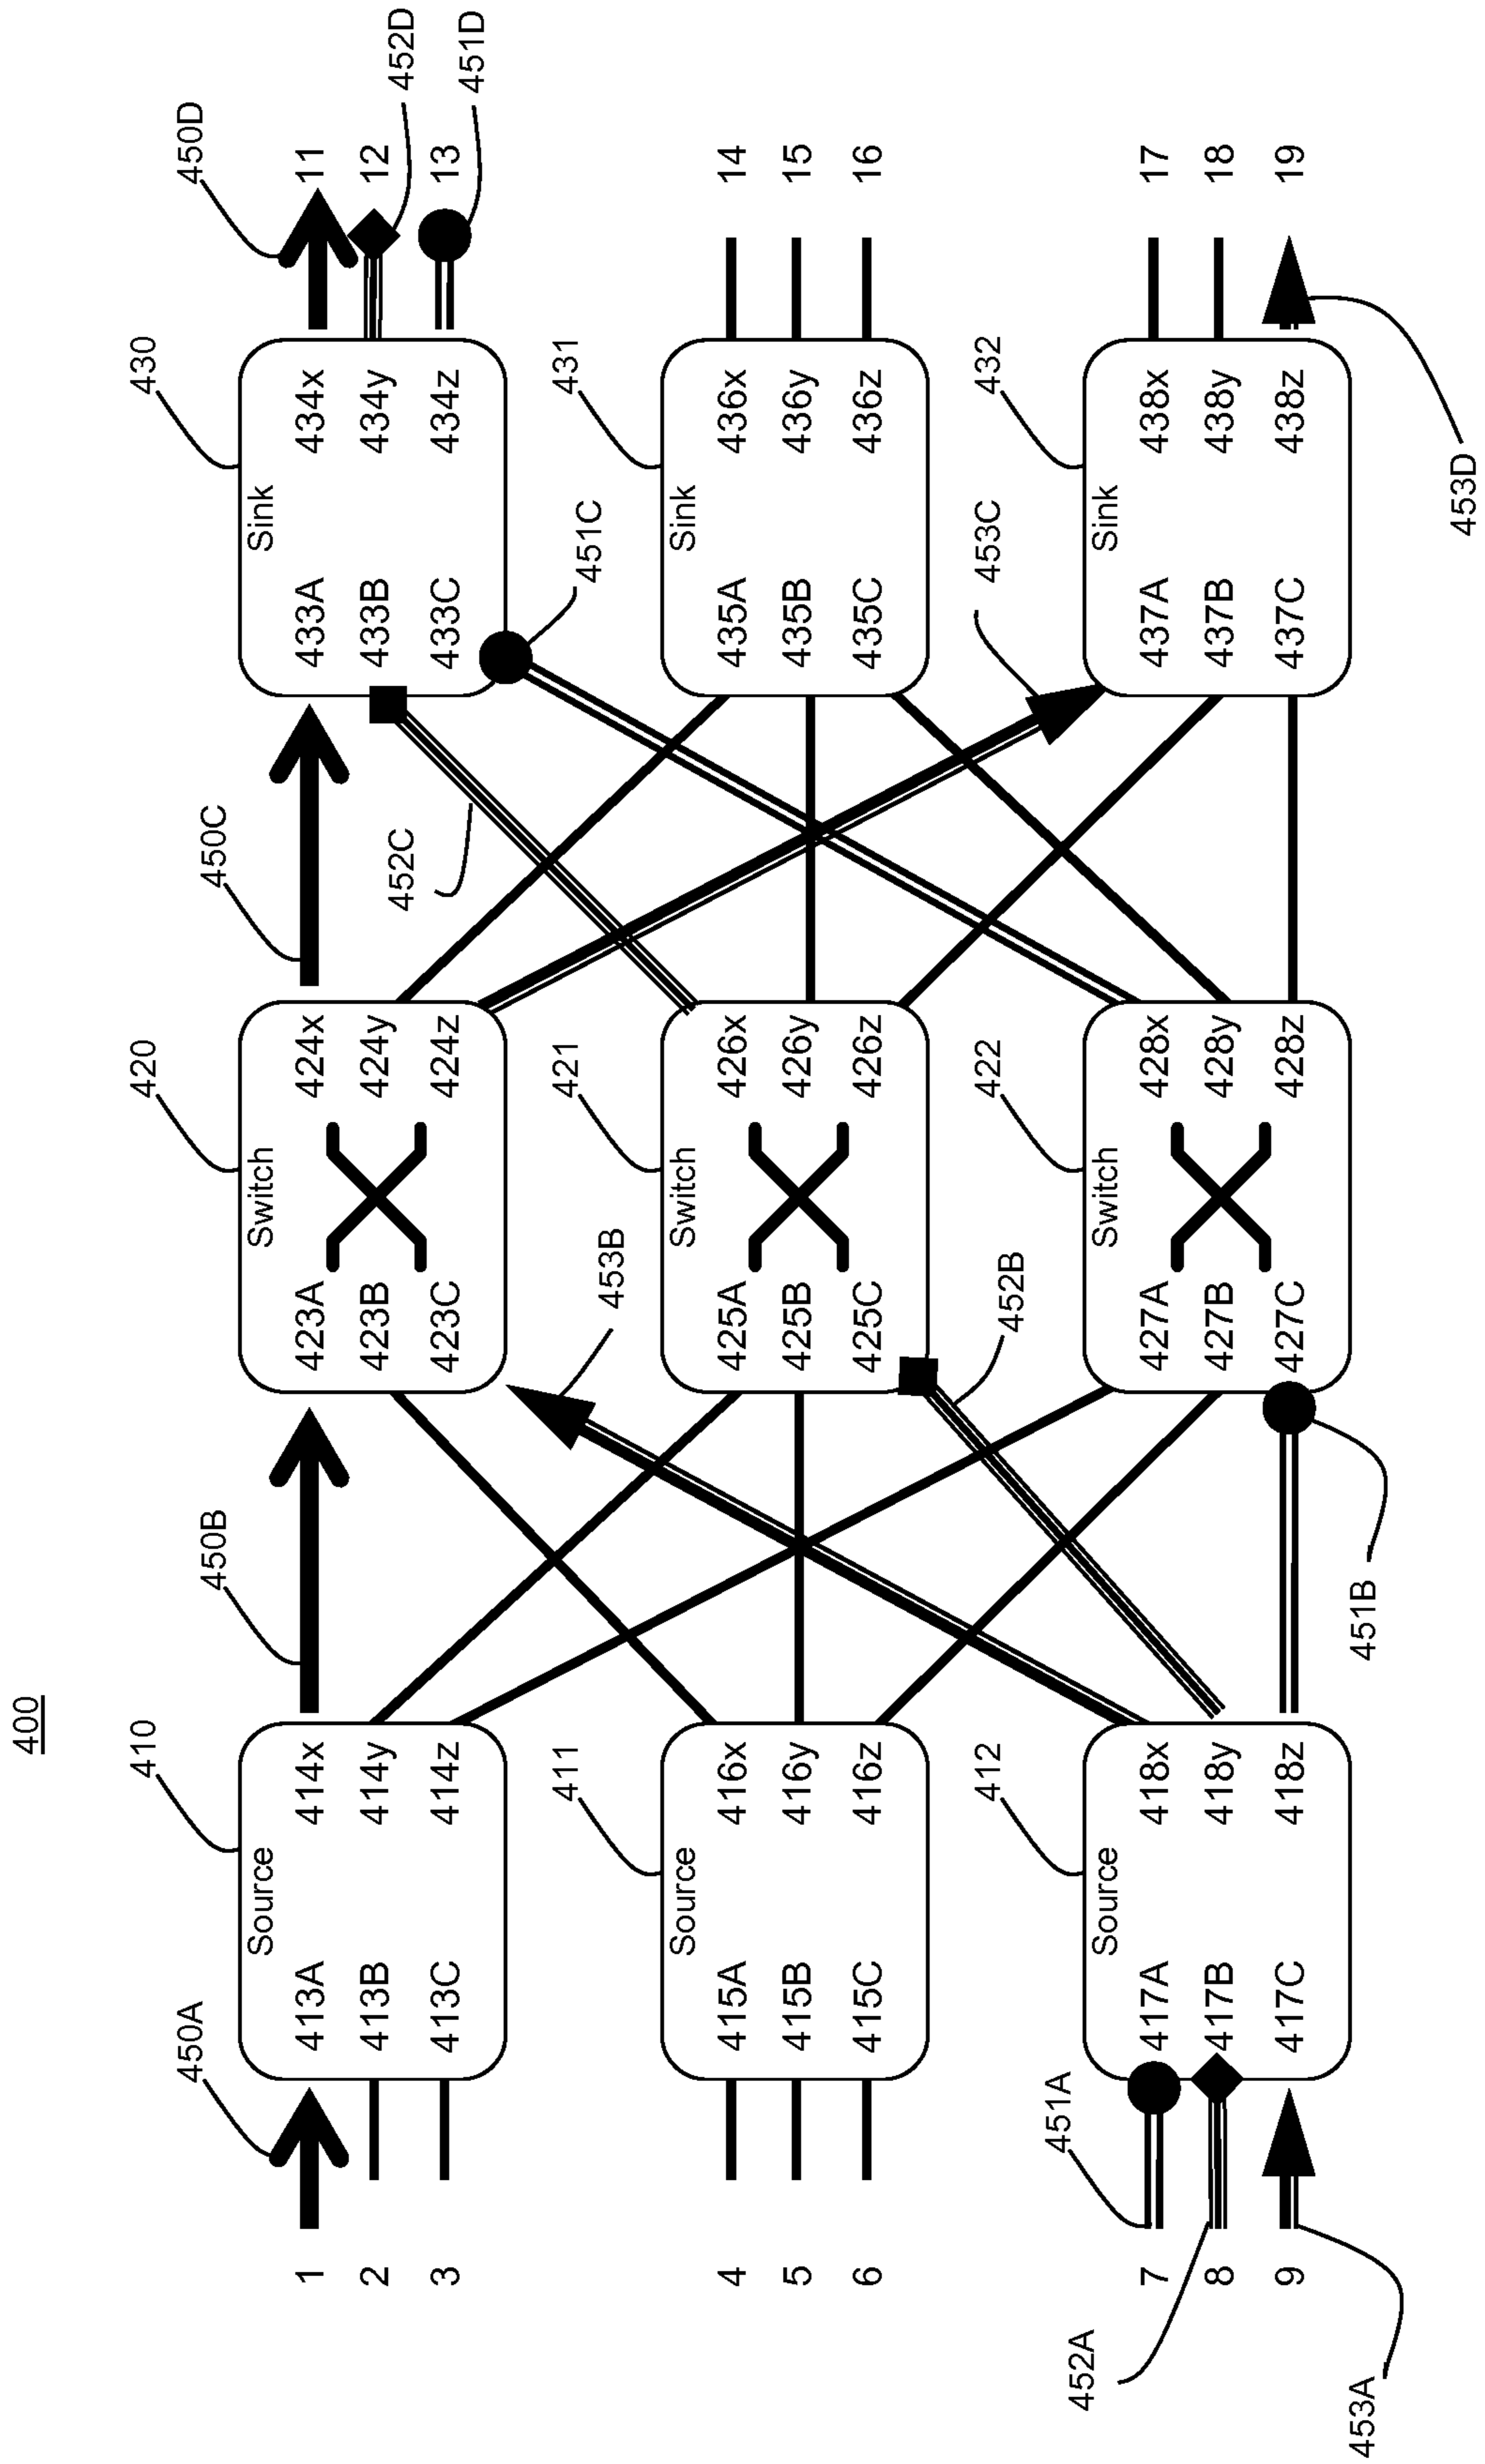 400
410
Source
413A 414x
413B 414y
413C 414z
450A
1
2
3
450B
420
Switch
423A 424x
423B 424y
423C 424z
450C
430
Sink
433A 434x
433B 434y
433C 434z
450D
11
12
13
452D
451D
411
Source
415A 416x
415B 416y
415C 416z
4
5
6
453B
421
Switch
425A 426x
425B 426y
425C 426z
452B
452C
451C
431
Sink
435A 436x
435B 436y
435C 436z
14
15
16
453C
412
Source
417A 418x
417B 418y
417C 418z
451A
7
8
9
452A
453A
451B
422
Switch
427A 428x
427B 428y
427C 428z
432
Sink
437A 438x
437B 438y
437C 438z
17
18
19
453D